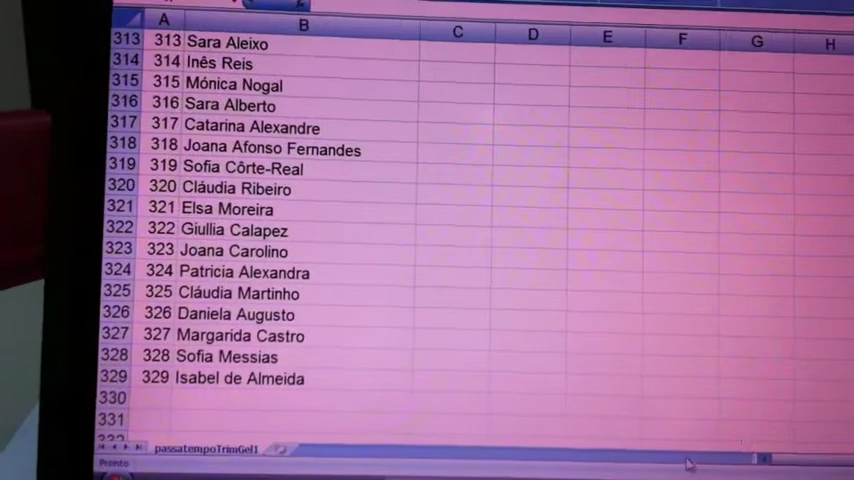 A B C D E F G H
313 313 Sara Aleixo
314 314 Inês Reis
315 315 Mónica Nogal
316 316 Sara Alberto
317 317 Catarina Alexandre
318 318 Joana Afonso Fernandes
319 319 Sofia Côrte-Real
320 320 Cláudia Ribeiro
321 321 Elsa Moreira
322 322 Giullia Calapez
323 323 Joana Carolino
324 324 Patricia Alexandra
325 325 Cláudia Martinho
326 326 Daniela Augusto
327 327 Margarida Castro
328 328 Sofia Messias
329 329 Isabel de Almeida
330
331
332
passatempoTrimGel1
Pronto